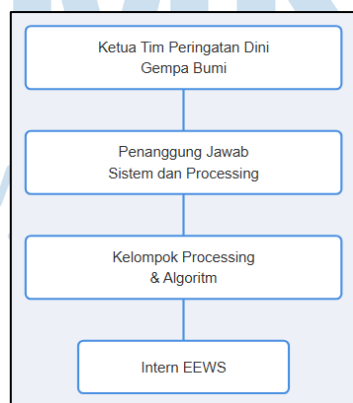 Ketua Tim Peringatan Dini
Gempa Bumi
Penanggung Jawab
Sistem dan Processing
Kelompok Processing
& Algoritm
Intern EEWS